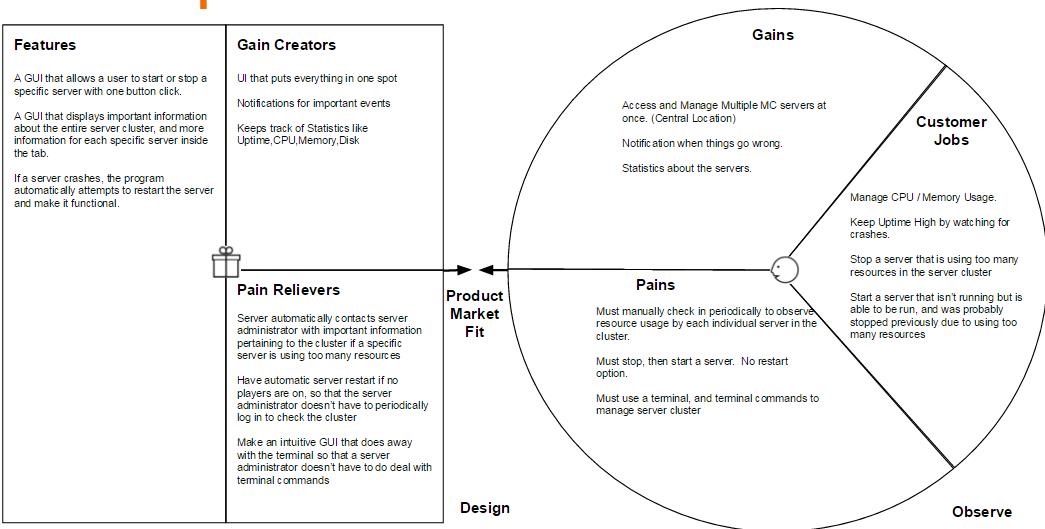 Features
A GUI that allows a user to start or stop a
specific server with one button click.
A GUI that displays important information
about the entire server cluster, and more
information for each specific server inside
the tab.
If a server crashes, the program
automatically attempts to restart the server
and make it functional.
Gain Creators
UI that puts everything in one spot
Notifications for important events
Keeps track of Statistics like
Uptime,CPU,Memory,Disk
Pain Relievers
Server automatically contacts server
administrator with important information
pertaining to the cluster if a specific
server is using too many resources
Have automatic server restart if no
players are on, so that the server
administrator doesn't have to periodically
log in to check the cluster
Make an intuitive GUI that does away
with the terminal so that a server
administrator doesn't have to do deal with
terminal commands
Product
Market
Fit
Design
Gains
Access and Manage Multiple MC servers at
once. (Central Location)
Notification when things go wrong.
Statistics about the servers.
Pains
Must manually check in periodically to observe
resource usage by each individual server in the
cluster.
Must stop, then start a server. No restart
option.
Must use a terminal, and terminal commands to
manage server cluster
Customer
Jobs
Manage CPU / Memory Usage.
Keep Uptime High by watching for
crashes.
Stop a server that is using too many
resources in the server cluster
Start a server that isn't running but is
able to be run, and was probably
stopped previously due to using too
many resources
Observe